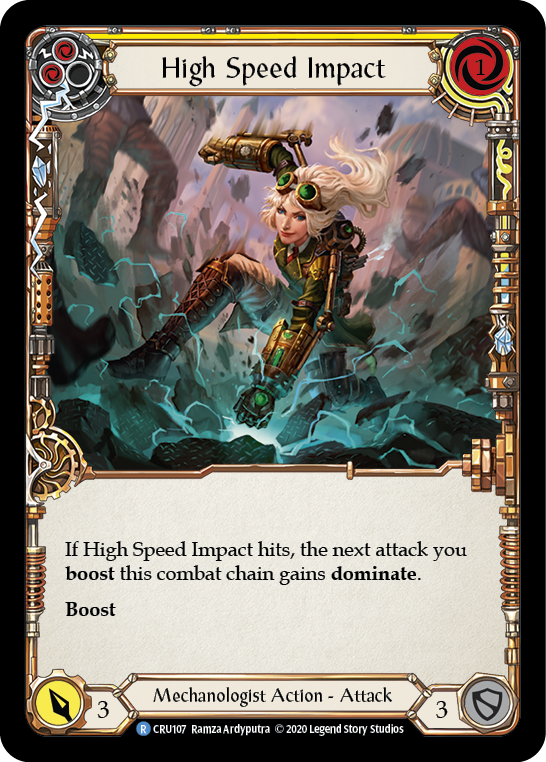 High Speed Impact
1
If High Speed Impact hits, the next attack you
boost this combat chain gains dominate.
Boost
3
Mechanologist Action - Attack
3
R CRU107 Ramza Ardyputra © 2020 Legend Story Studios